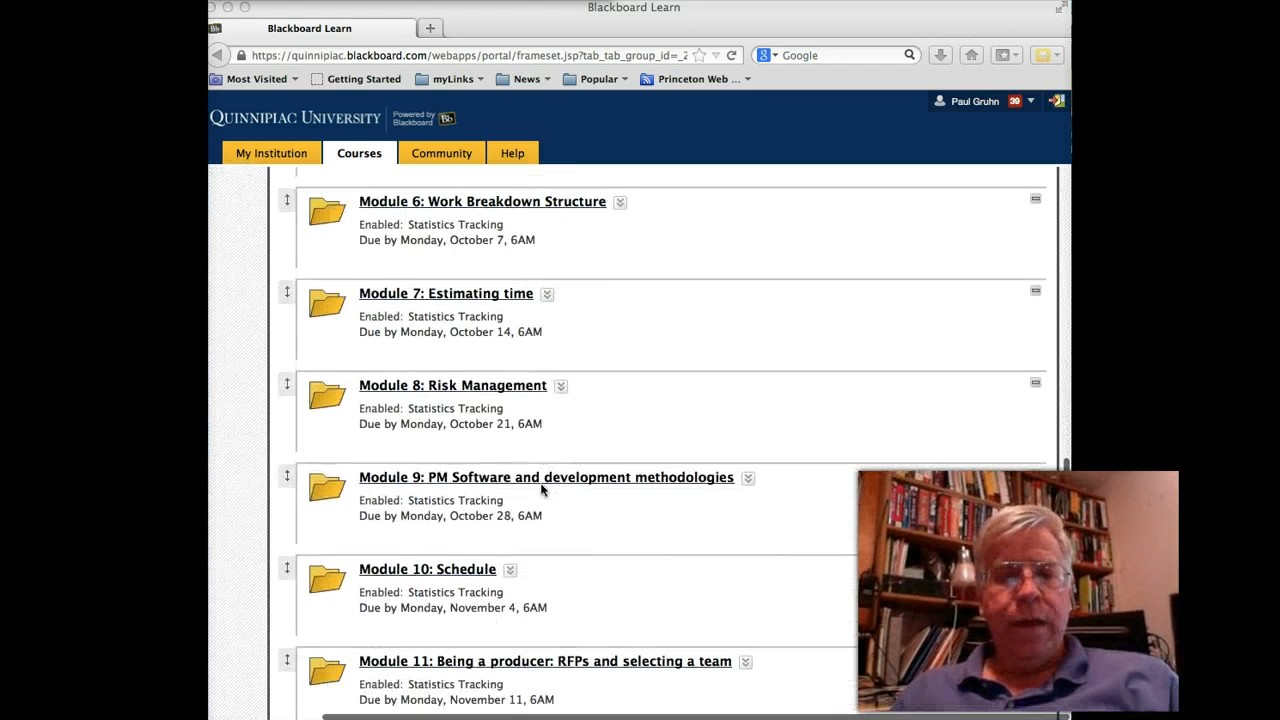 Blackboard Learn
Bb Blackboard Learn
https://quinnipiac.blackboard.com/webapps/portal/frameset.jsp?tab_tab_group_id=_2 Google
Most Visited Getting Started myLinks News Popular Princeton Web ...
Paul Gruhn 39
QUINNIPIAC UNIVERSITY Powered by
Blackboard Bb
My Institution Courses Community Help
Module 6: Work Breakdown Structure
Enabled: Statistics Tracking
Due by Monday, October 7, 6AM
Module 7: Estimating time
Enabled: Statistics Tracking
Due by Monday, October 14, 6AM
Module 8: Risk Management
Enabled: Statistics Tracking
Due by Monday, October 21, 6AM
Module 9: PM Software and development methodologies
Enabled: Statistics Tracking
Due by Monday, October 28, 6AM
Module 10: Schedule
Enabled: Statistics Tracking
Due by Monday, November 4, 6AM
Module 11: Being a producer: RFPs and selecting a team
Enabled: Statistics Tracking
Due by Monday, November 11, 6AM